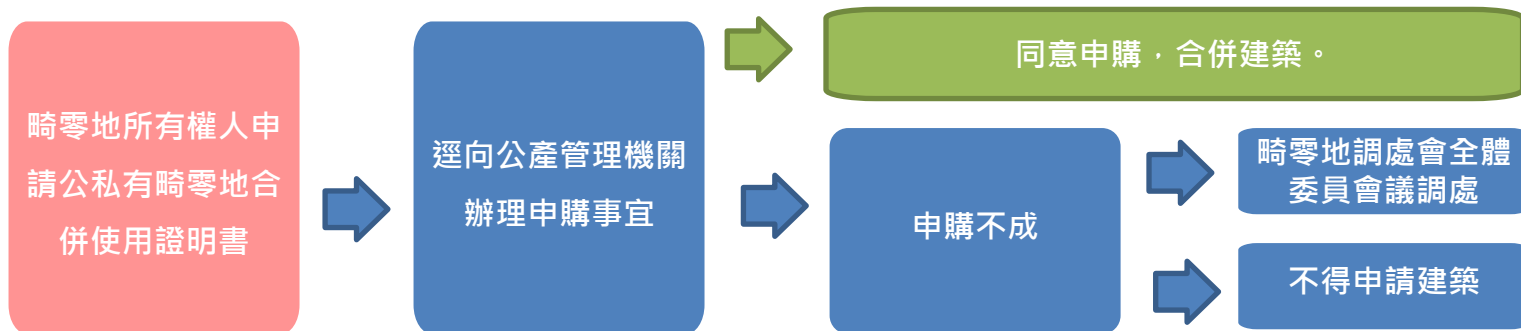 畸零地所有權人申
請公私有畸零地合
併使用證明書
逕向公產管理機關
辦理申購事宜
同意申購，合併建築。
申購不成
畸零地調處會全體
委員會議調處
不得申請建築